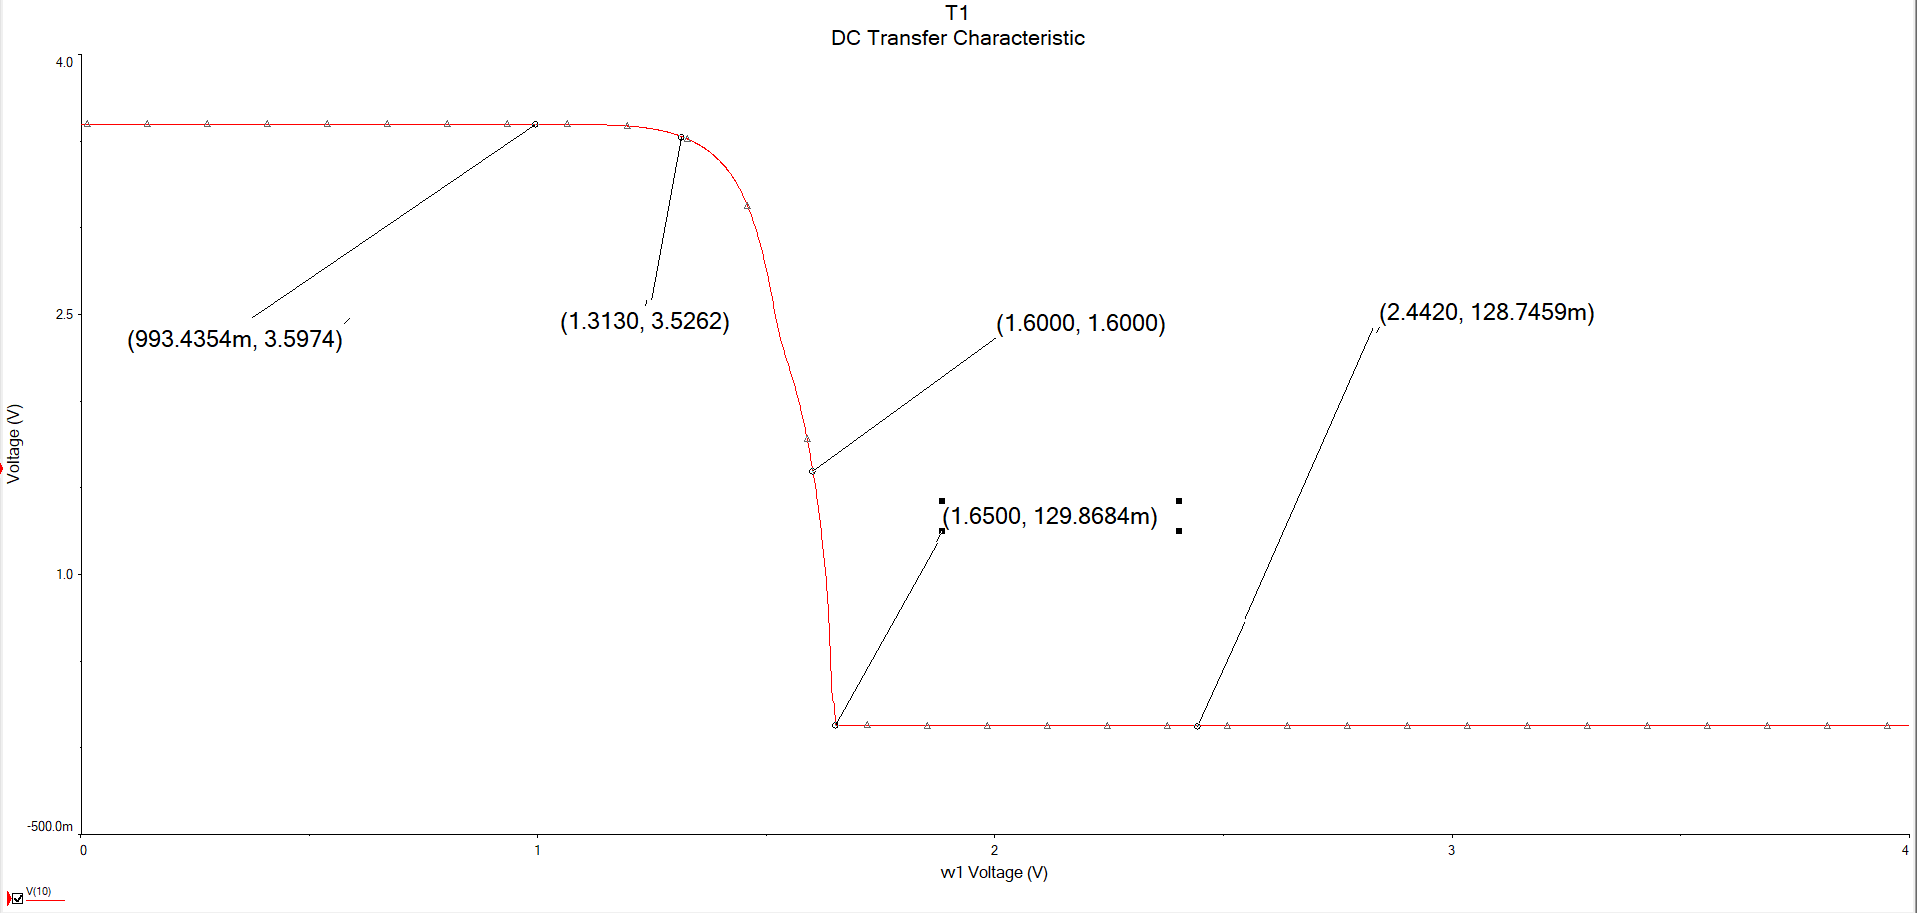 T1
DC Transfer Characteristic
4.0
2.5
1.0
-500.0m
Voltage (V)
(993.4354m, 3.5974)
(1.3130, 3.5262)
(1.6000, 1.6000)
(2.4420, 128.7459m)
(1.6500, 129.8684m)
0
1
2
3
4
vv1 Voltage (V)
V(10)